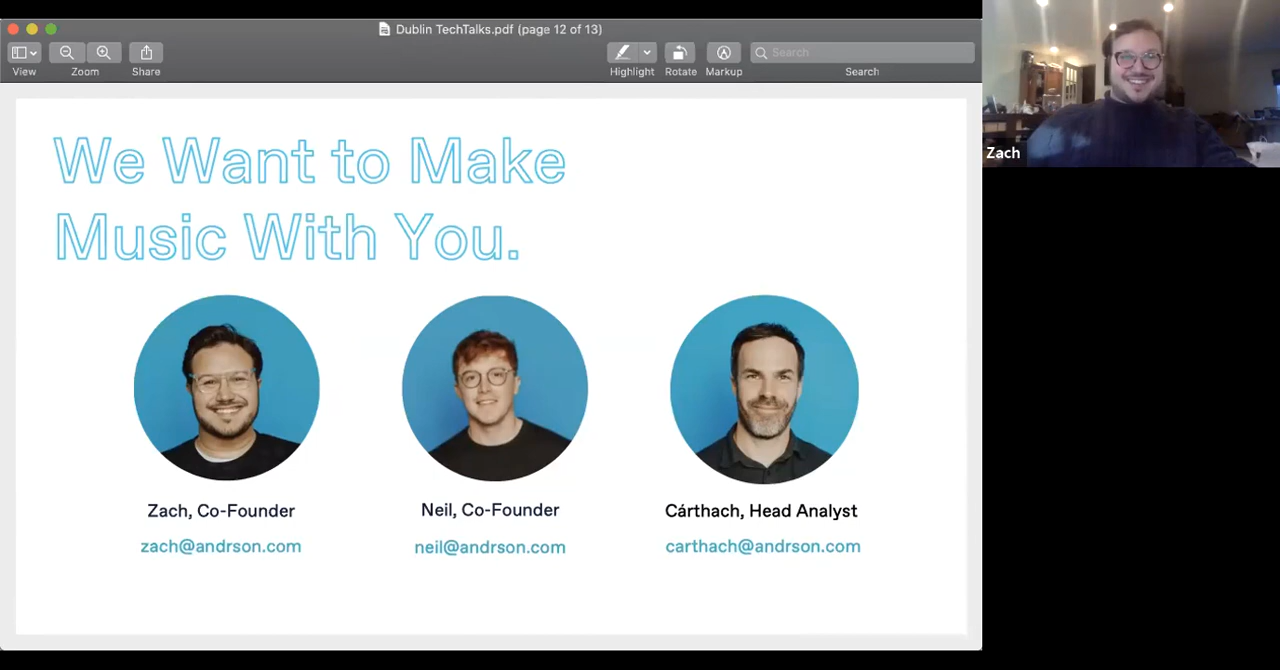 Dublin TechTalks.pdf (page 12 of 13)
View
Zoom
Share
Highlight
Rotate
Markup
Search
Search
Zach
We Want to Make
Music With You.
Zach, Co-Founder
zach@andrson.com
Neil, Co-Founder
neil@andrson.com
Cárthach, Head Analyst
carthach@andrson.com